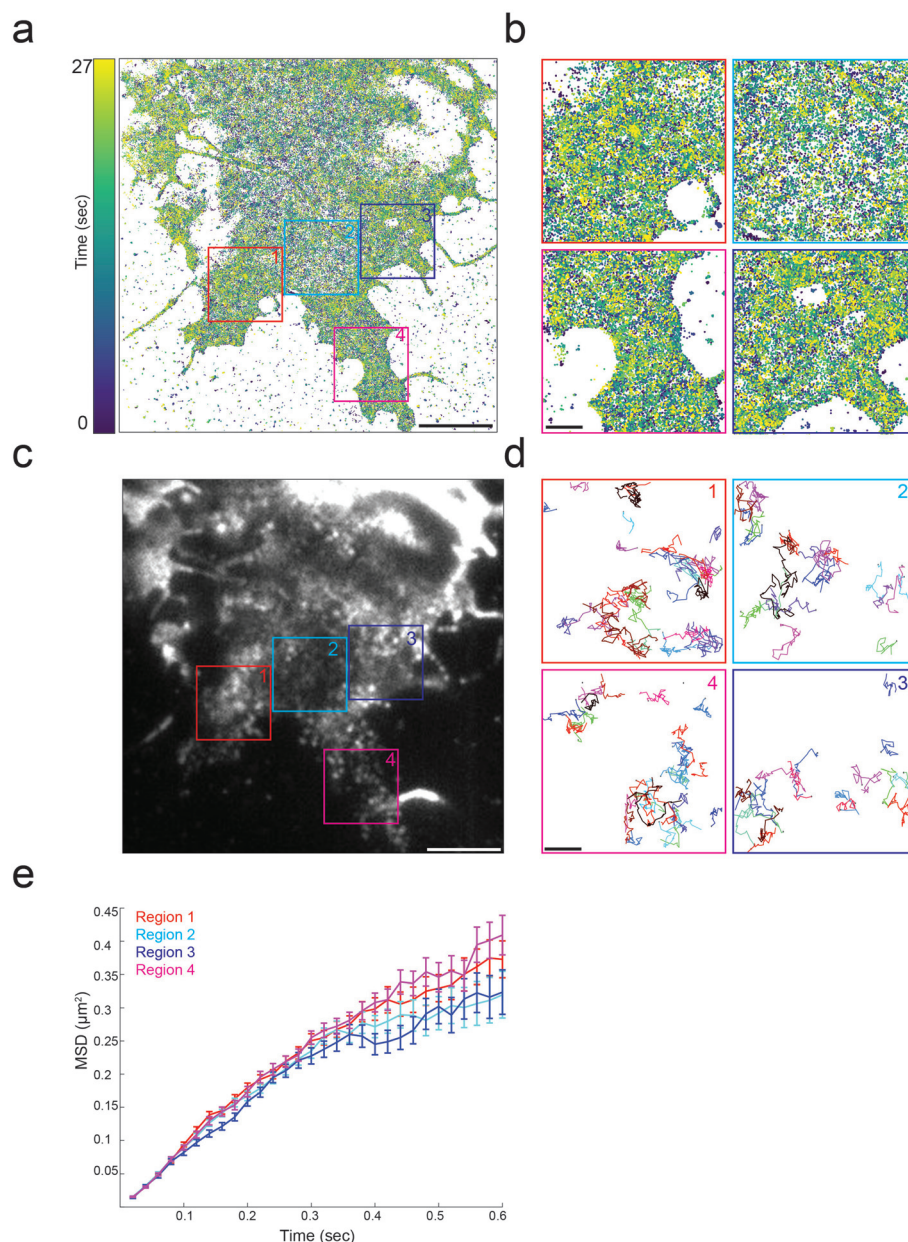 a
b
27
Time (sec)
0
1
2
3
4
c
d
1
2
3
4
1
2
4
3
e
0.45
0.4
0.35
0.3
0.25
0.2
0.15
0.1
0.05
MSD (µm²)
Region 1
Region 2
Region 3
Region 4
0.1 0.2 0.3 0.4 0.5 0.6
Time (sec)